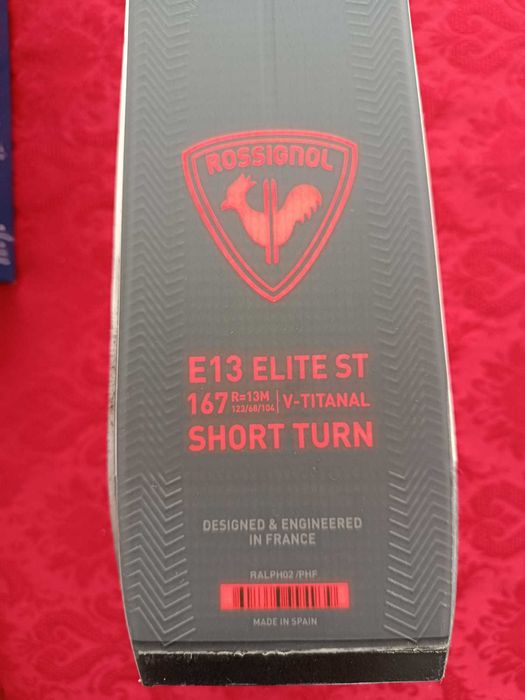 ROSSIGNOL
E13 ELITE ST
167 R=13M 122/68/104 | V-TITANAL
SHORT TURN
DESIGNED & ENGINEERED
IN FRANCE
RALPH02 /PHF
MADE IN SPAIN